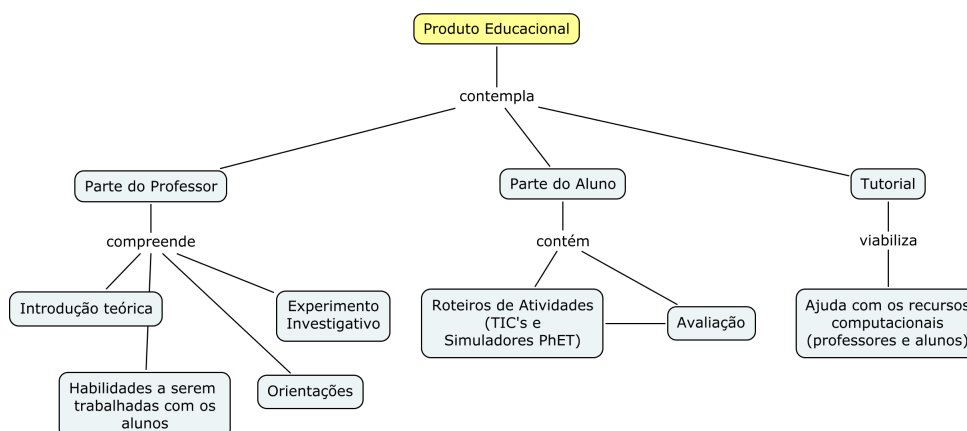 Produto Educacional
contempla
Parte do Professor
Parte do Aluno
Tutorial
compreende
contém
viabiliza
Introdução teórica
Experimento
Investigativo
Roteiros de Atividades
(TIC's e
Simuladores PhET)
Avaliação
Ajuda com os recursos
computacionais
(professores e alunos)
Habilidades a serem
trabalhadas com os
alunos
Orientações